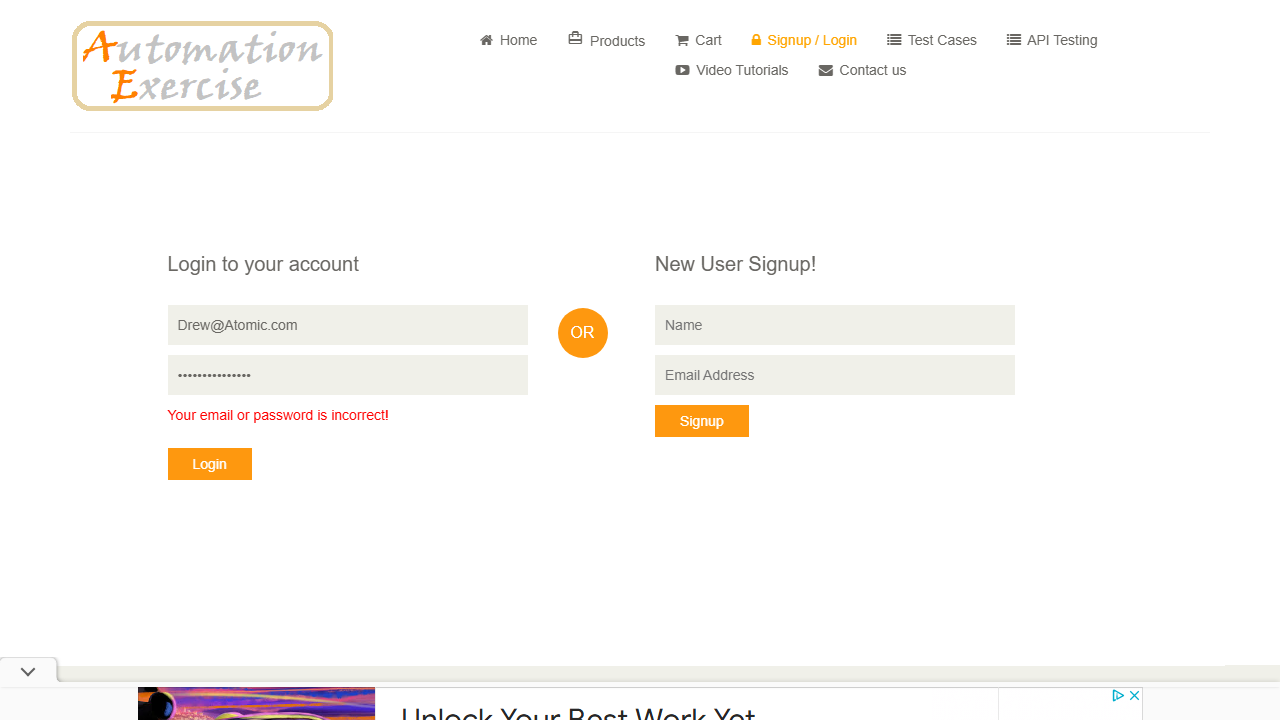 Automation
Exercise
Home
Products
Cart
Signup / Login
Test Cases
API Testing
Video Tutorials
Contact us
Login to your account
Drew@Atomic.com
•••••••••••••••
Your email or password is incorrect!
Login
OR
New User Signup!
Name
Email Address
Signup
Unlock Your Best Work Yet